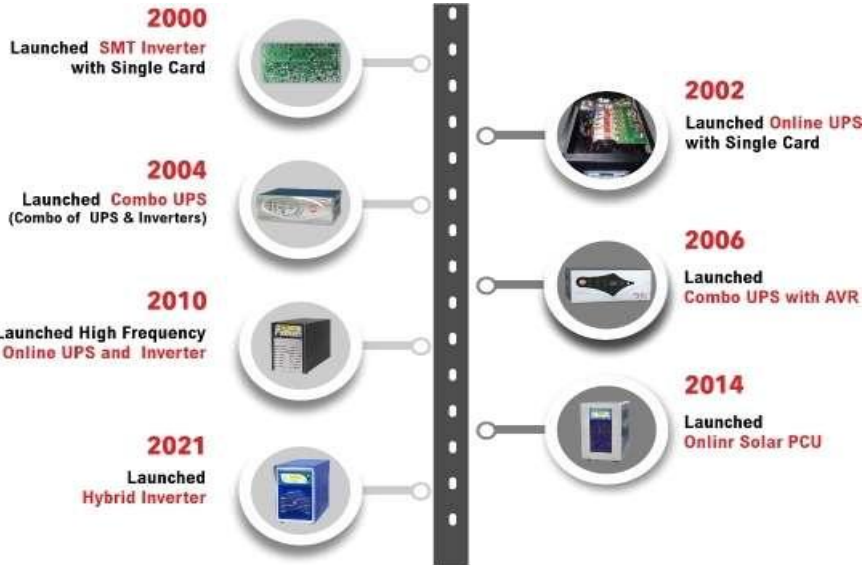 2000
Launched SMT Inverter
with Single Card
2002
Launched Online UPS
with Single Card
2004
Launched Combo UPS
(Combo of UPS & Inverters)
2006
Launched
Combo UPS with AVR
2010
Launched High Frequency
Online UPS and Inverter
2014
Launched
Onlinr Solar PCU
2021
Launched
Hybrid Inverter